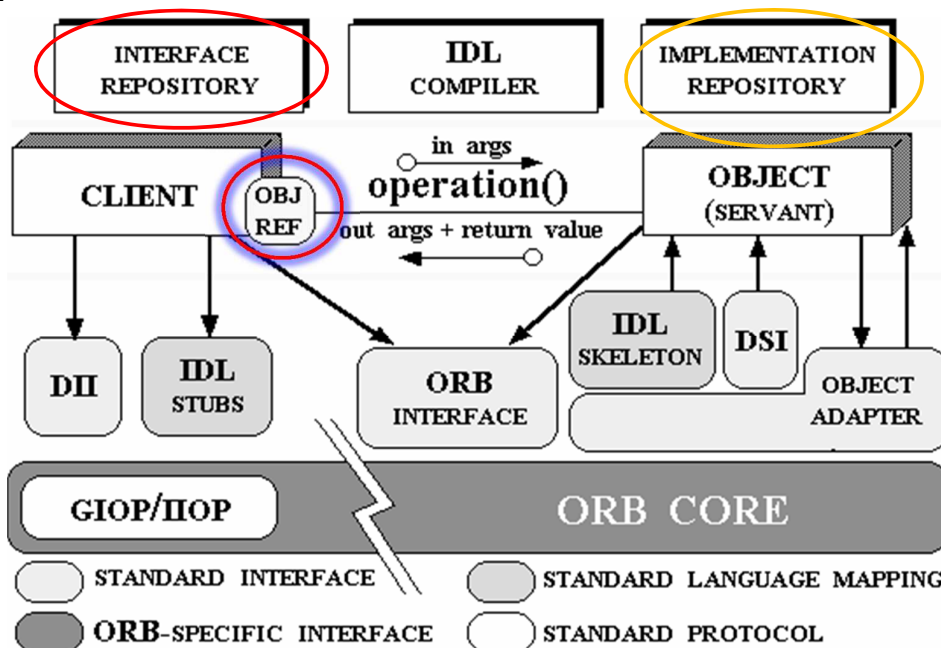 INTERFACE
REPOSITORY
IDL
COMPILER
IMPLEMENTATION
REPOSITORY
CLIENT
OBJ
REF
in args
operation()
out args + return value
OBJECT
(SERVANT)
DII
IDL
STUBS
ORB
INTERFACE
IDL
SKELETON
DSI
OBJECT
ADAPTER
GIOP/IIOP
ORB CORE
STANDARD INTERFACE
STANDARD LANGUAGE MAPPING
ORB-SPECIFIC INTERFACE
STANDARD PROTOCOL